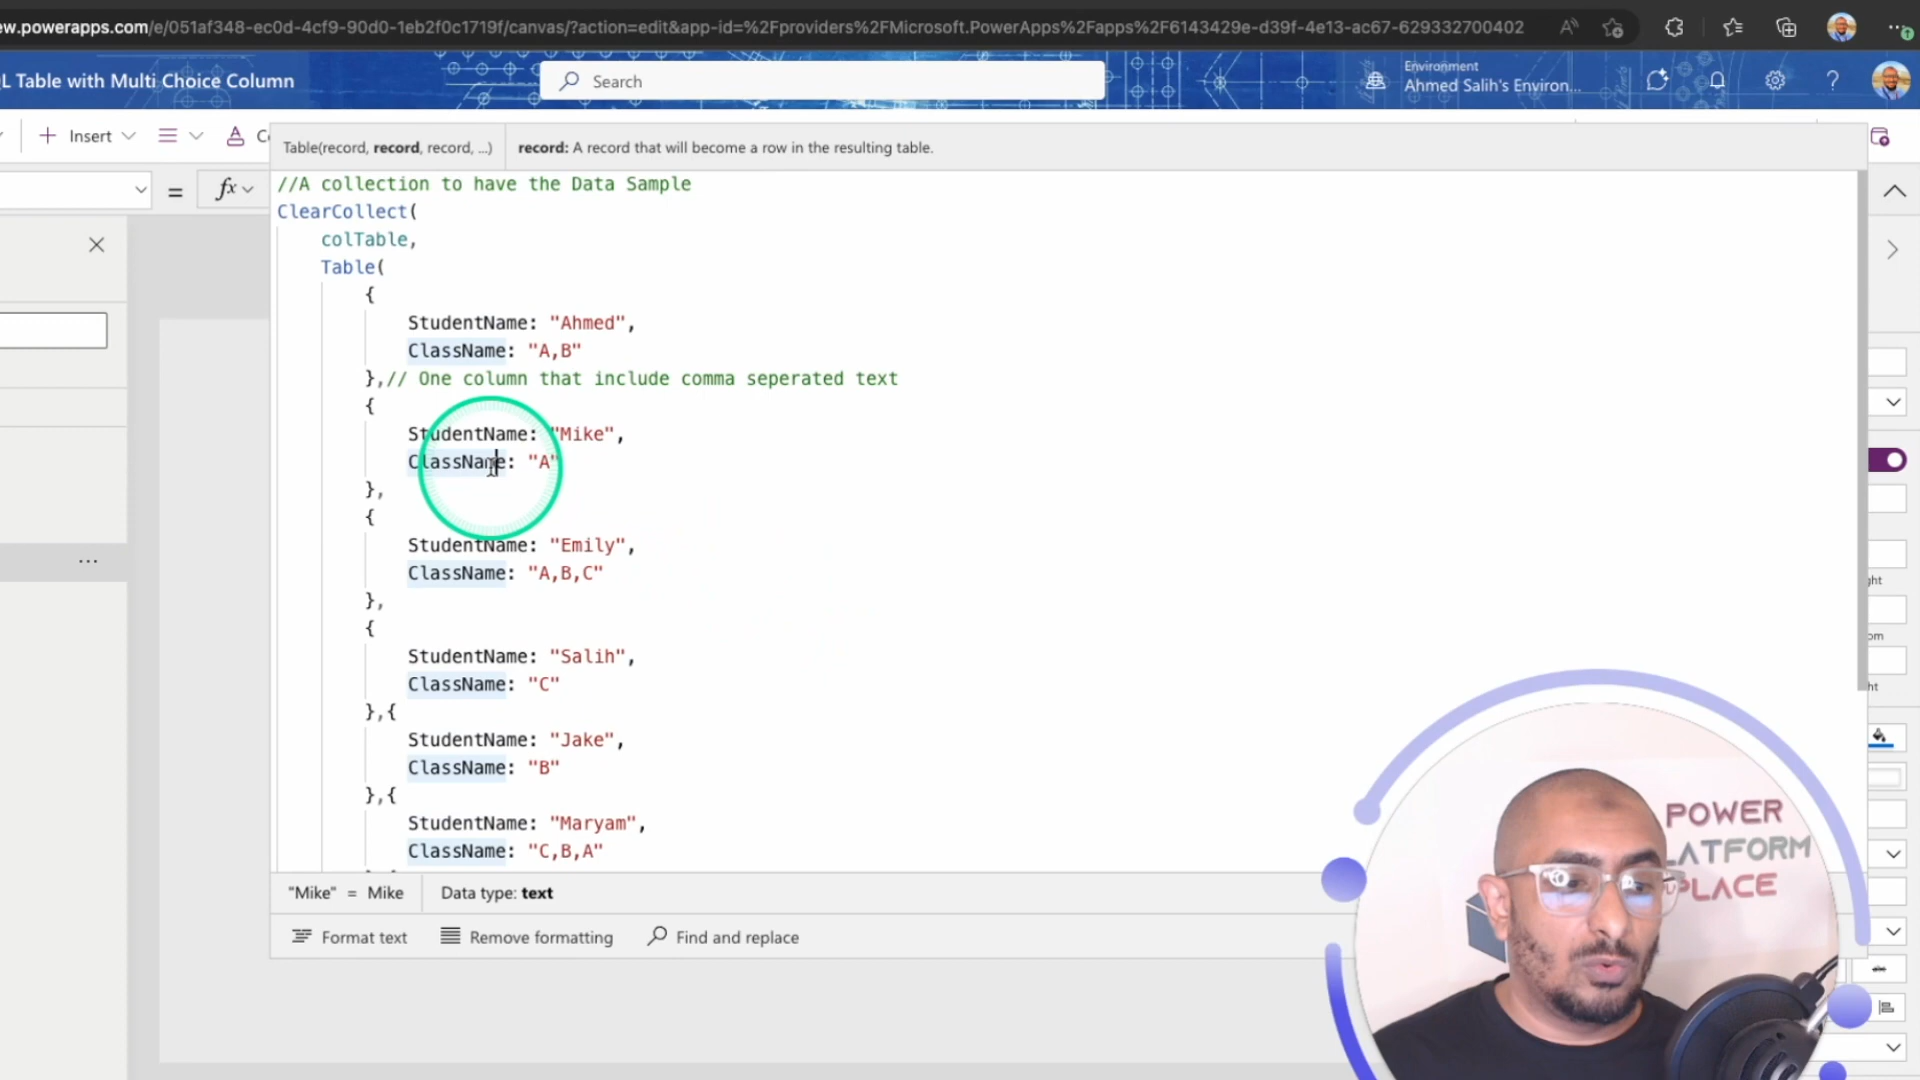 ew.powerapps.com/e/051af348-ec0d-4cf9-90d0-1eb2f0c1719f/canvas/?action=edit&app-id=%2Fproviders%2FMicrosoft.PowerApps%2Fapps%2F6143429e-d39f-4e13-ac67-629332700402
L Table with Multi Choice Column
Search
Environment
Ahmed Salih's Environ...
Insert
Table(record, record, record, ...)
record: A record that will become a row in the resulting table.
= fx
//A collection to have the Data Sample
ClearCollect(
colTable,
Table(
{
StudentName: "Ahmed",
ClassName: "A,B"
},// One column that include comma seperated text
{
StudentName: "Mike",
ClassName: "A"
},
{
StudentName: "Emily",
ClassName: "A,B,C"
},
{
StudentName: "Salih",
ClassName: "C"
},{
StudentName: "Jake",
ClassName: "B"
},{
StudentName: "Maryam",
ClassName: "C,B,A"
"Mike" = Mike
Data type: text
Format text
Remove formatting
Find and replace
POWER
LATFORM
PLACE